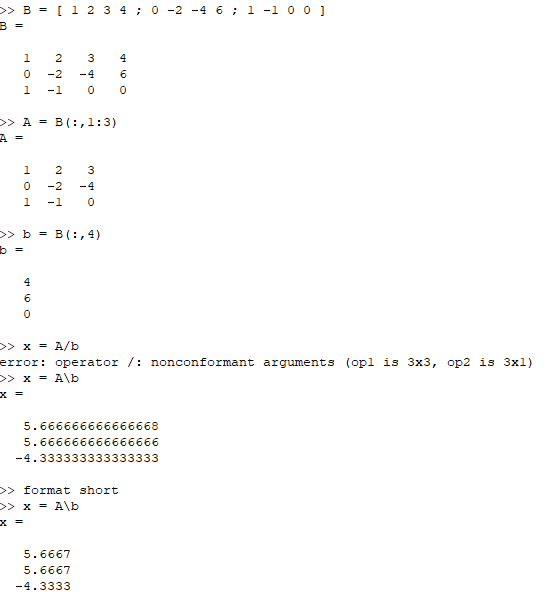 >> B = [ 1 2 3 4 ; 0 -2 -4 6 ; 1 -1 0 0 ]
B =
1 2 3 4
0 -2 -4 6
1 -1 0 0
>> A = B(:,1:3)
A =
1 2 3
0 -2 -4
1 -1 0
>> b = B(:,4)
b =
4
6
0
>> x = A/b
error: operator /: nonconformant arguments (op1 is 3x3, op2 is 3x1)
>> x = A\b
x =
5.666666666666668
5.666666666666666
-4.333333333333333
>> format short
>> x = A\b
x =
5.6667
5.6667
-4.3333